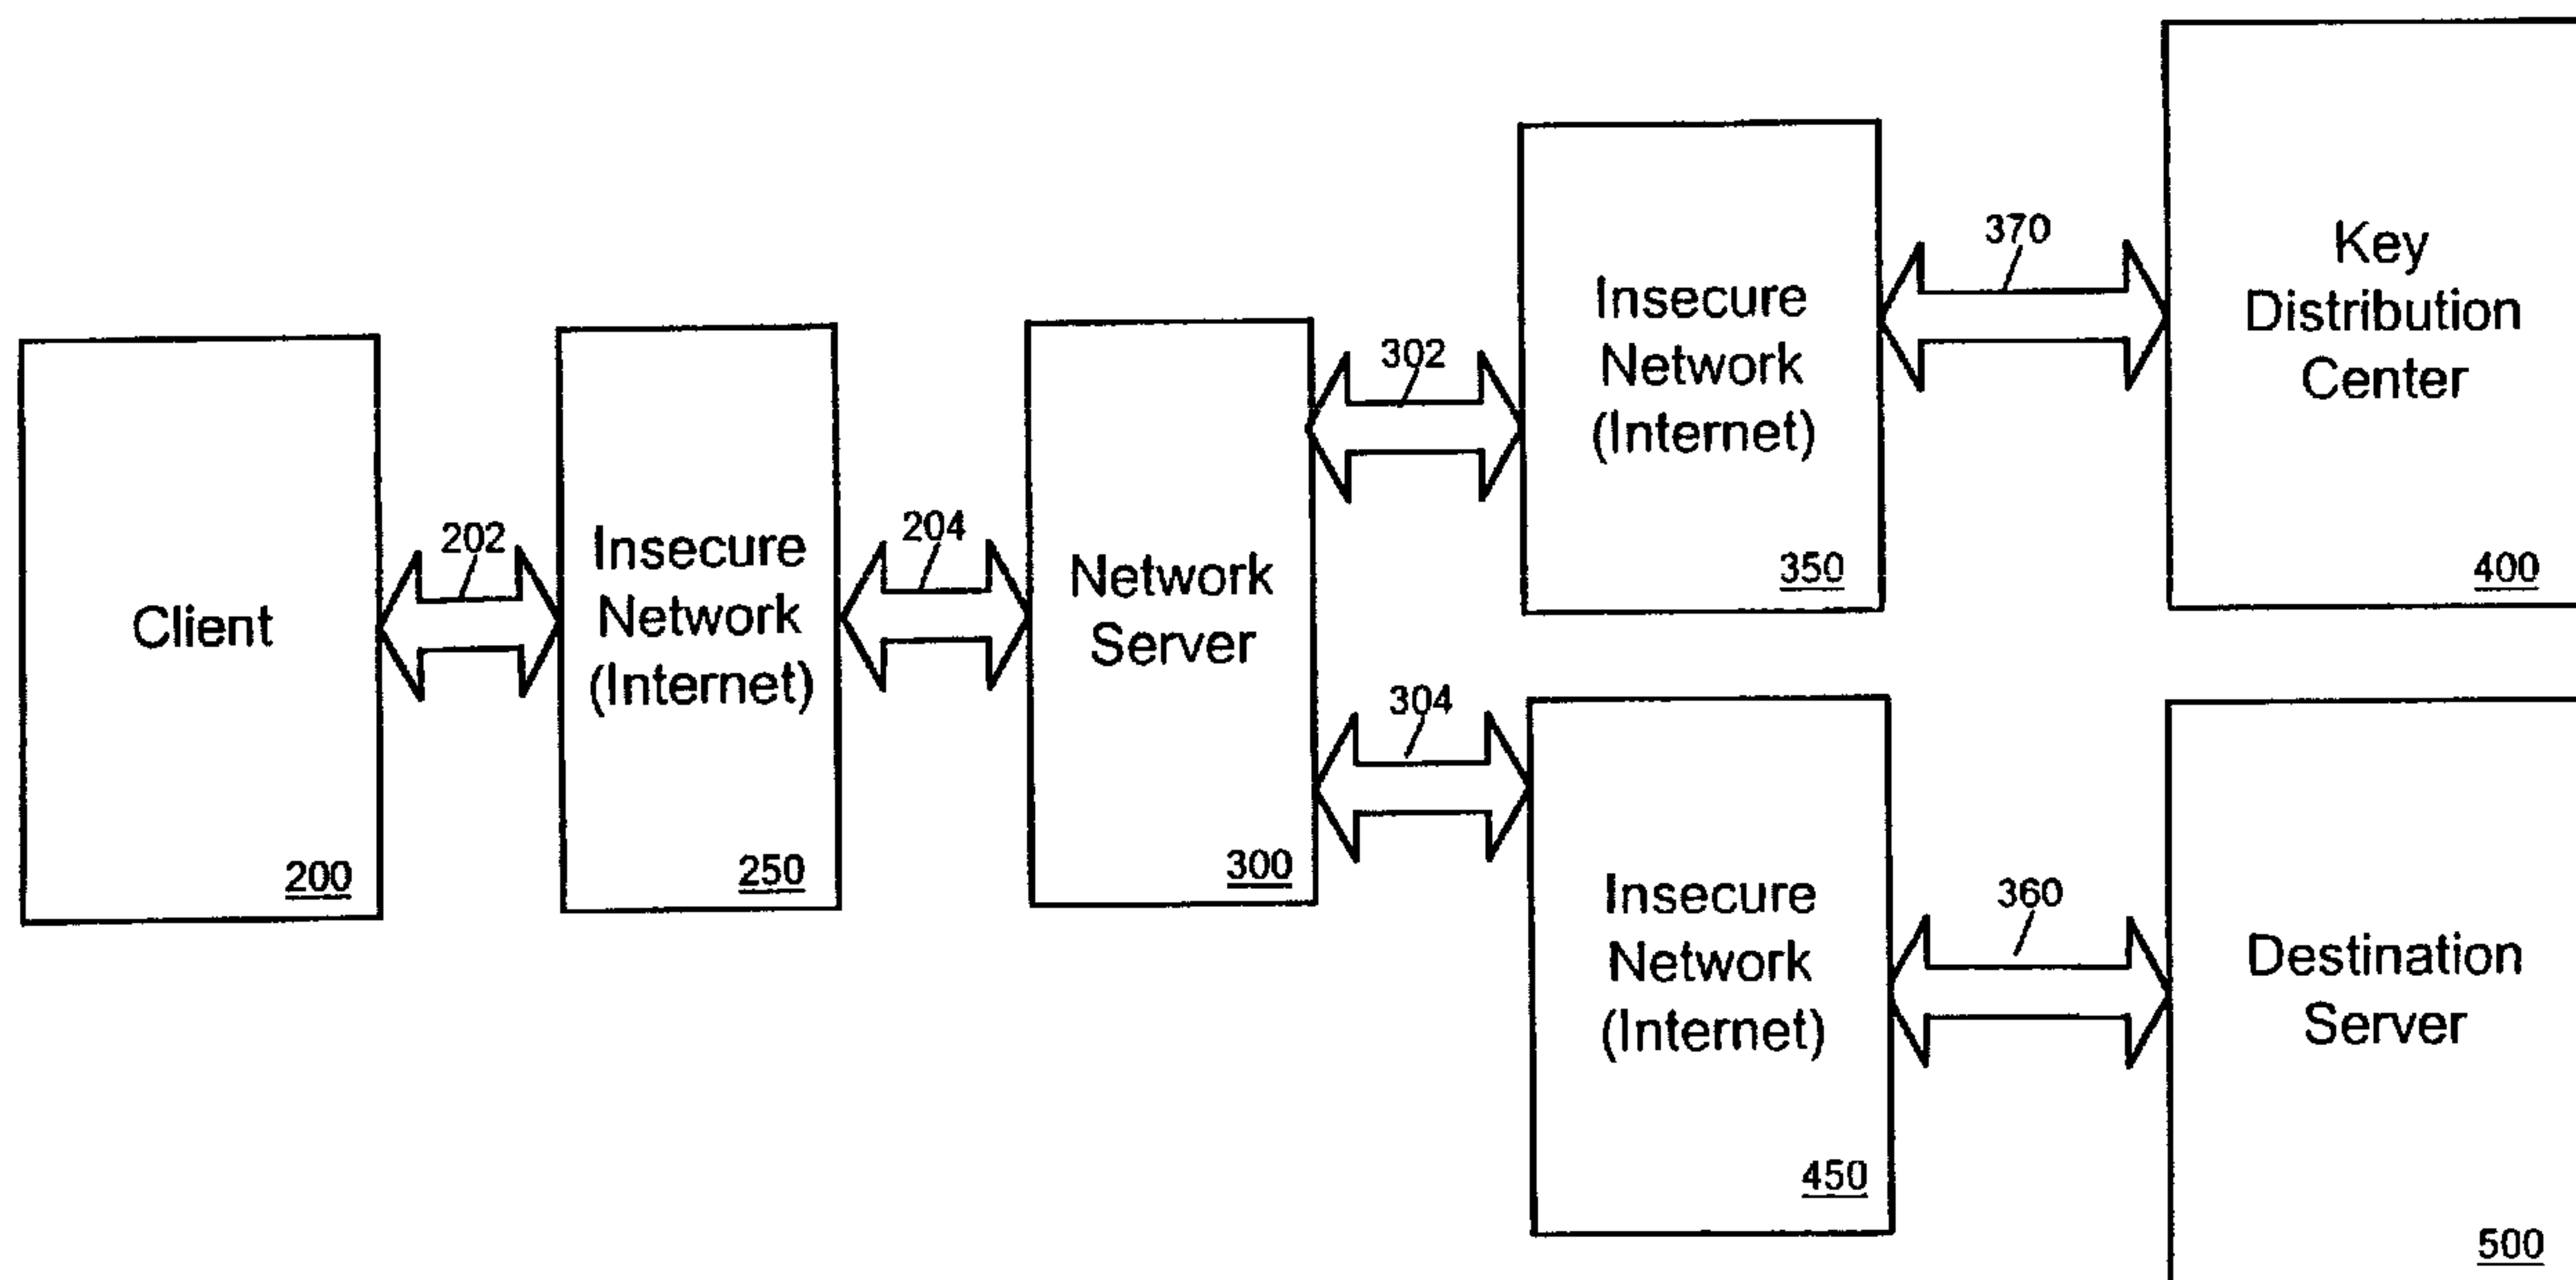 Client
200
202
Insecure
Network
(Internet)
250
204
Network
Server
300
302
Insecure
Network
(Internet)
350
370
Key
Distribution
Center
400
304
Insecure
Network
(Internet)
450
360
Destination
Server
500